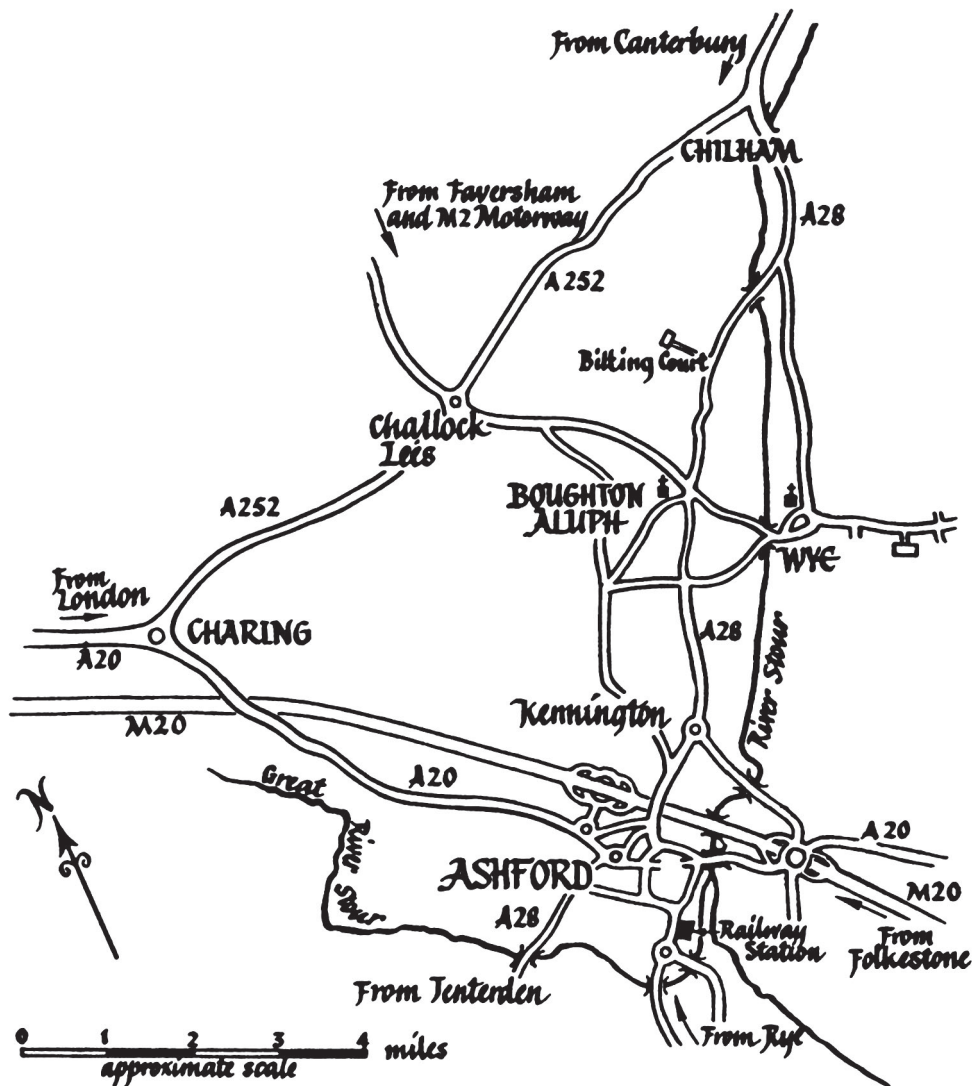 From Canterbury
CHILHAM
From Faversham
and M2 Motorway
A28
A252
Bilting Court
Challock
Lees
BOUGHTON
ALUPH
A252
WYE
From
London
CHARING
A20
A28
River Stour
M20
Kennington
Great
A20
River
Stour
A20
ASHFORD
M20
A28
Railway
Station
From
Folkestone
From Tenterden
From Rye
N
0 1 2 3 4 miles
approximate scale